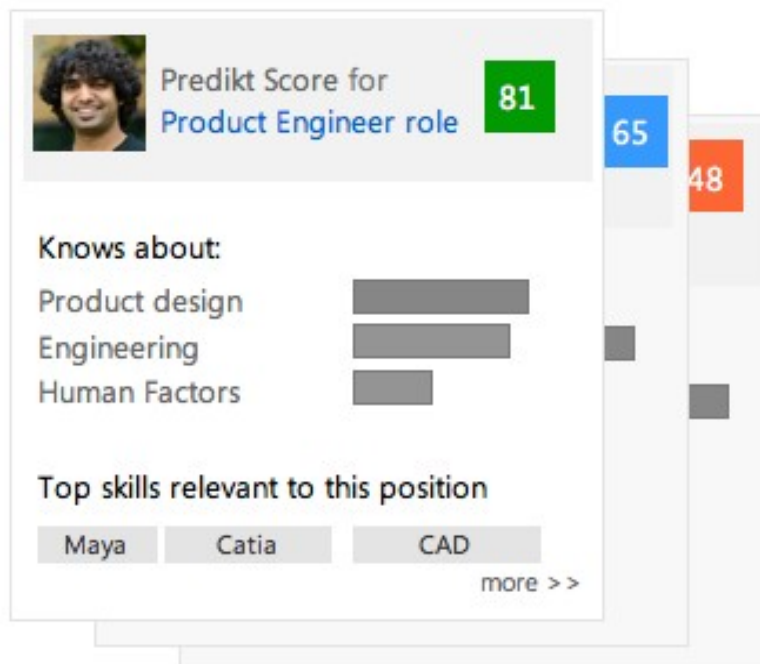 Predikt Score for
Product Engineer role
81
65
48
Knows about:
Product design
Engineering
Human Factors
Top skills relevant to this position
Maya Catia CAD
more >>